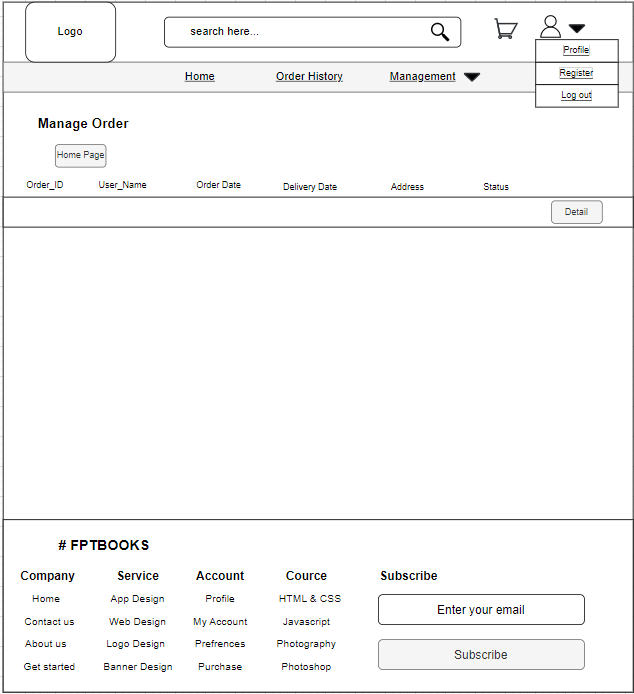 Logo
search here...
Profile
Register
Log out
Home Order History Management
Manage Order
Home Page
Order_ID User_Name Order Date Delivery Date Address Status
Detail
# FPTBOOKS
Company Service Account Cource Subscribe
Home App Design Profile HTML & CSS
Enter your email
Contact us Web Design My Account Javascript
About us Logo Design Prefrences Photography
Subscribe
Get started Banner Design Purchase Photoshop